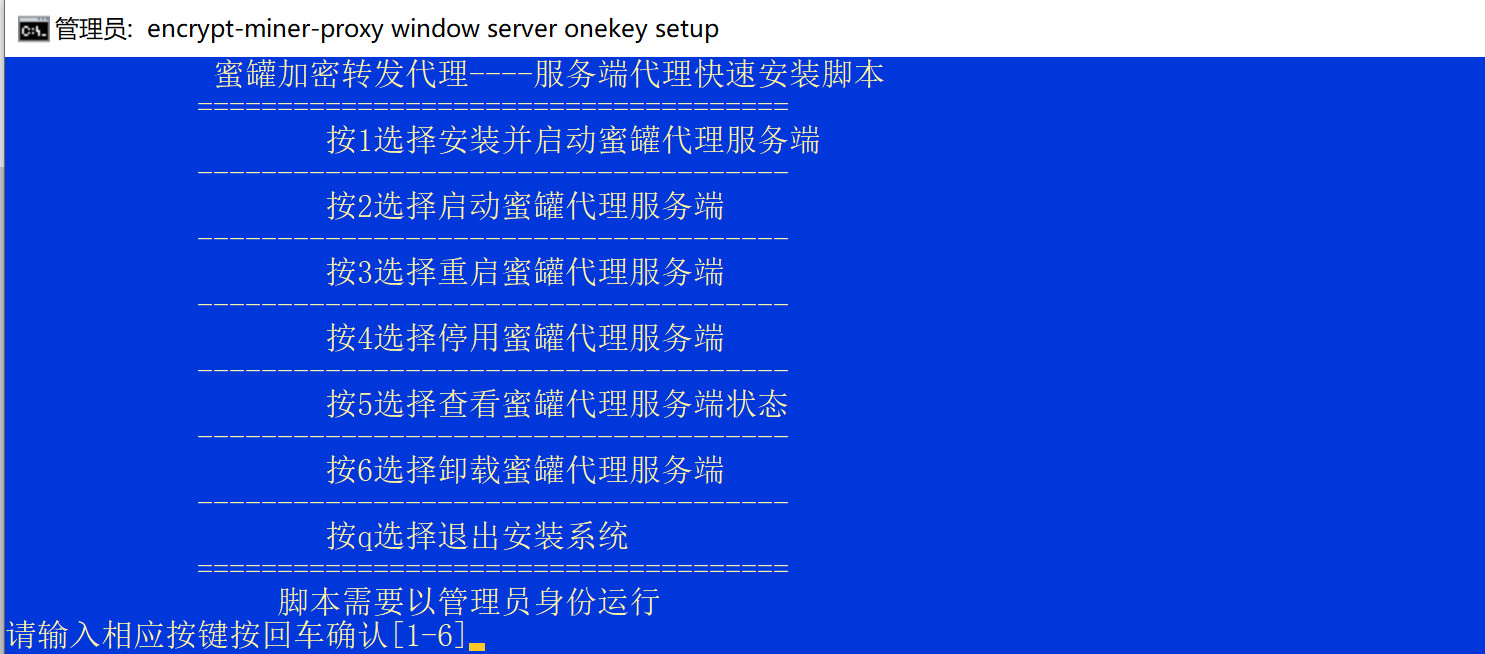 管理员: encrypt-miner-proxy window server onekey setup
蜜罐加密转发代理----服务端代理快速安装脚本
=====================================
按1选择安装并启动蜜罐代理服务端
-------------------------------------
按2选择启动蜜罐代理服务端
-------------------------------------
按3选择重启蜜罐代理服务端
-------------------------------------
按4选择停用蜜罐代理服务端
-------------------------------------
按5选择查看蜜罐代理服务端状态
-------------------------------------
按6选择卸载蜜罐代理服务端
-------------------------------------
按q选择退出安装系统
=====================================
脚本需要以管理员身份运行
请输入相应按键按回车确认[1-6]